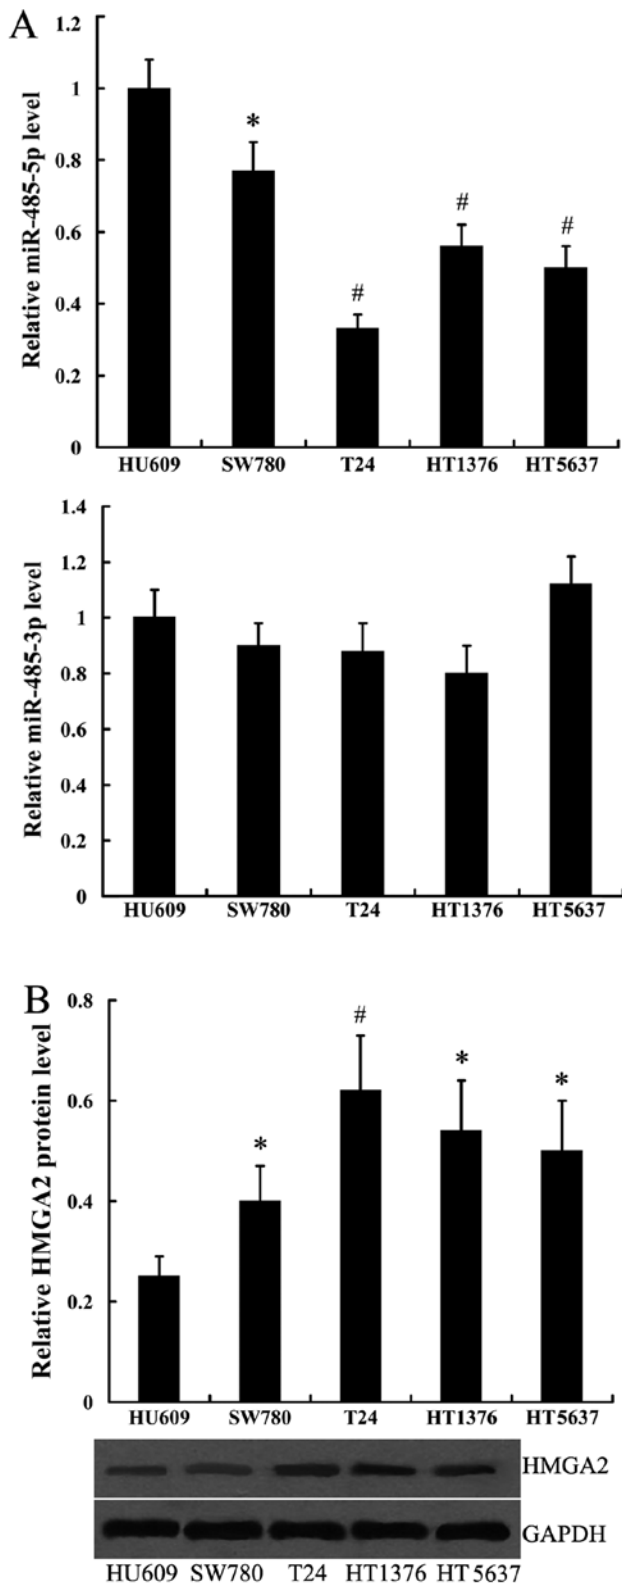 A
Relative miR-485-5p level
1.2
1
0.8
0.6
0.4
0.2
0
*
#
#
#
HU609 SW780 T24 HT1376 HT5637
Relative miR-485-3p level
1.4
1.2
1
0.8
0.6
0.4
0.2
0
HU609 SW780 T24 HT1376 HT5637
B
Relative HMGA2 protein level
0.8
0.6
0.4
0.2
0
*
#
*
*
HU609 SW780 T24 HT1376 HT5637
HMGA2
GAPDH
HU609 SW780 T24 HT1376 HT5637